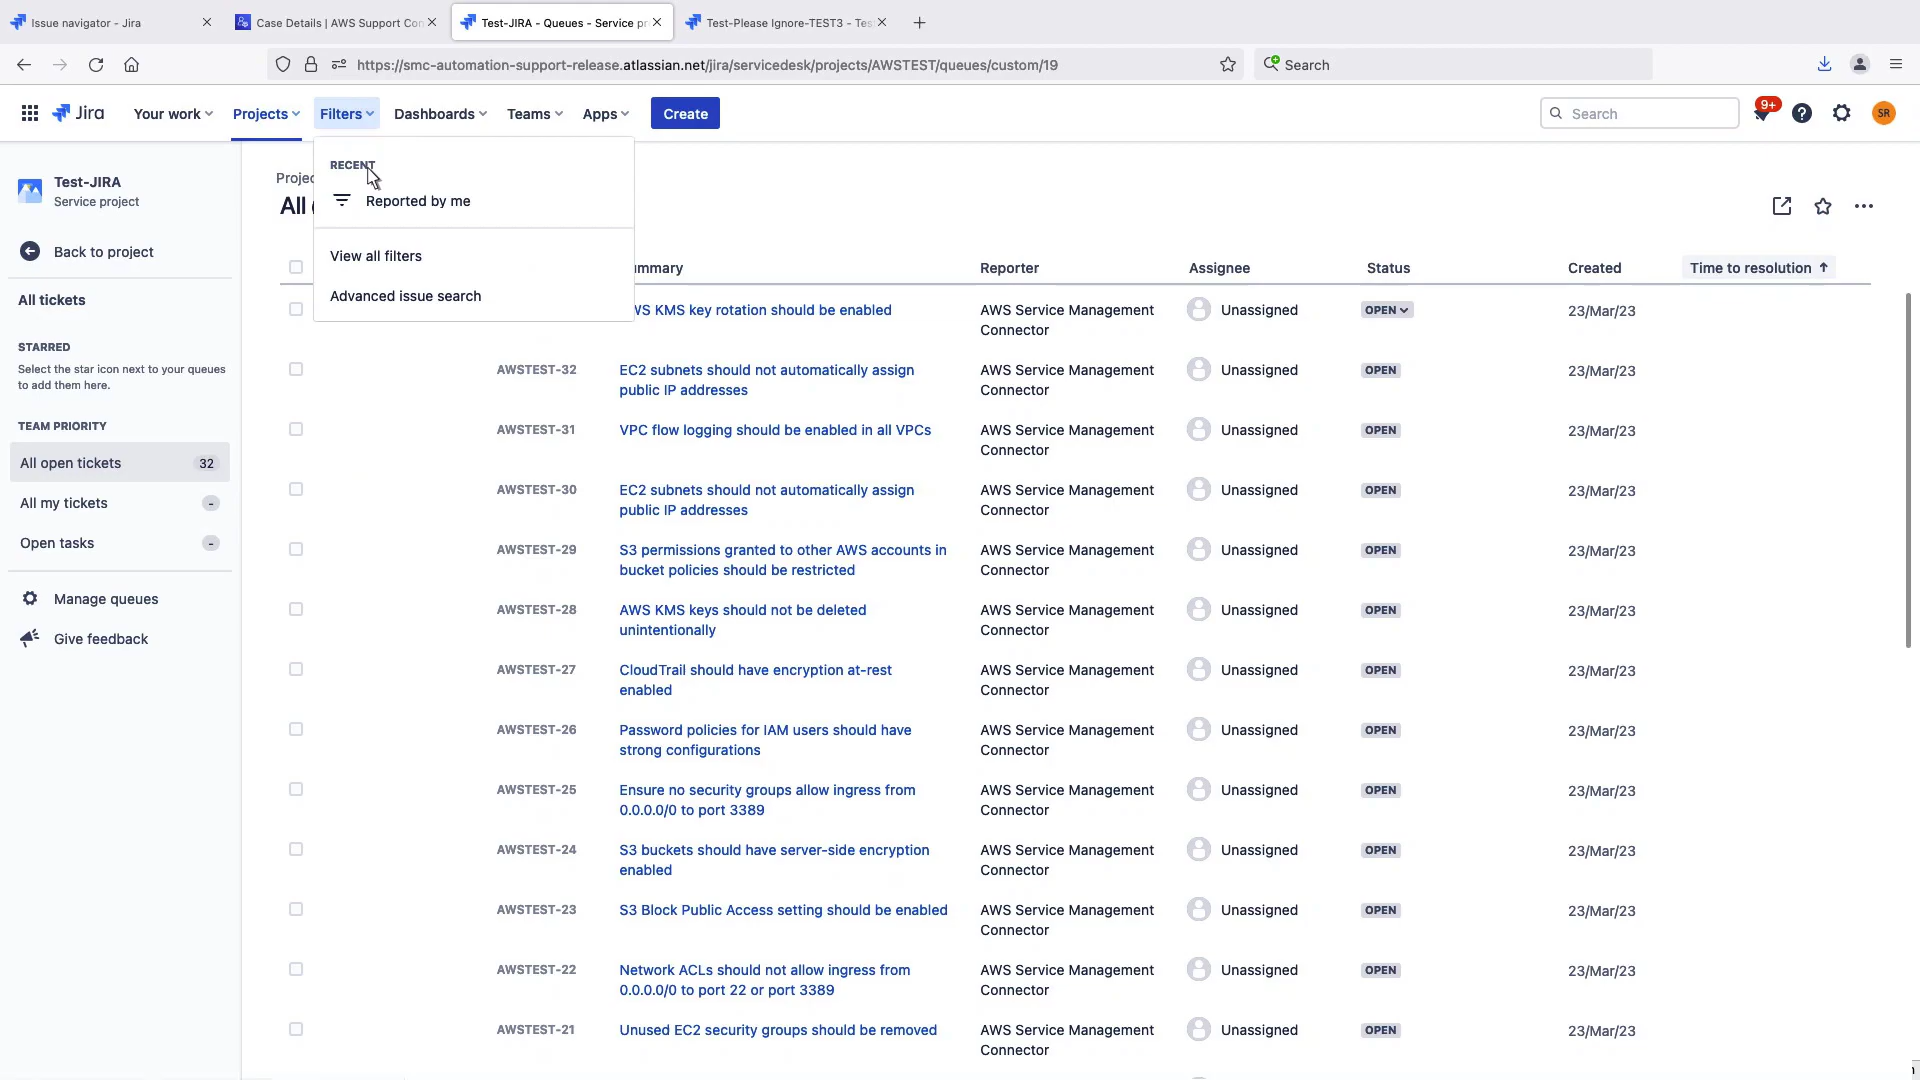 Issue navigator - Jira
Case Details | AWS Support Con
Test-JIRA - Queues - Service pr
Test-Please Ignore-TEST3 - Tes
https://smc-automation-support-release.atlassian.net/jira/servicedesk/projects/AWSTEST/queues/custom/19
Search
Jira
Your work
Projects
Filters
Dashboards
Teams
Apps
Create
Search
9+
SR
Test-JIRA
Service project
Back to project
All tickets
STARRED
Select the star icon next to your queues
to add them here.
TEAM PRIORITY
All open tickets 32
All my tickets -
Open tasks -
Manage queues
Give feedback
RECENT
Reported by me
View all filters
Advanced issue search
Projec
All
ummary Reporter Assignee Status Created Time to resolution ↑
WS KMS key rotation should be enabled AWS Service Management Unassigned OPEN 23/Mar/23
Connector
AWSTEST-32 EC2 subnets should not automatically assign AWS Service Management Unassigned OPEN 23/Mar/23
public IP addresses Connector
AWSTEST-31 VPC flow logging should be enabled in all VPCs AWS Service Management Unassigned OPEN 23/Mar/23
Connector
AWSTEST-30 EC2 subnets should not automatically assign AWS Service Management Unassigned OPEN 23/Mar/23
public IP addresses Connector
AWSTEST-29 S3 permissions granted to other AWS accounts in AWS Service Management Unassigned OPEN 23/Mar/23
bucket policies should be restricted Connector
AWSTEST-28 AWS KMS keys should not be deleted AWS Service Management Unassigned OPEN 23/Mar/23
unintentionally Connector
AWSTEST-27 CloudTrail should have encryption at-rest AWS Service Management Unassigned OPEN 23/Mar/23
enabled Connector
AWSTEST-26 Password policies for IAM users should have AWS Service Management Unassigned OPEN 23/Mar/23
strong configurations Connector
AWSTEST-25 Ensure no security groups allow ingress from AWS Service Management Unassigned OPEN 23/Mar/23
0.0.0.0/0 to port 3389 Connector
AWSTEST-24 S3 buckets should have server-side encryption AWS Service Management Unassigned OPEN 23/Mar/23
enabled Connector
AWSTEST-23 S3 Block Public Access setting should be enabled AWS Service Management Unassigned OPEN 23/Mar/23
Connector
AWSTEST-22 Network ACLs should not allow ingress from AWS Service Management Unassigned OPEN 23/Mar/23
0.0.0.0/0 to port 22 or port 3389 Connector
AWSTEST-21 Unused EC2 security groups should be removed AWS Service Management Unassigned OPEN 23/Mar/23
Connector